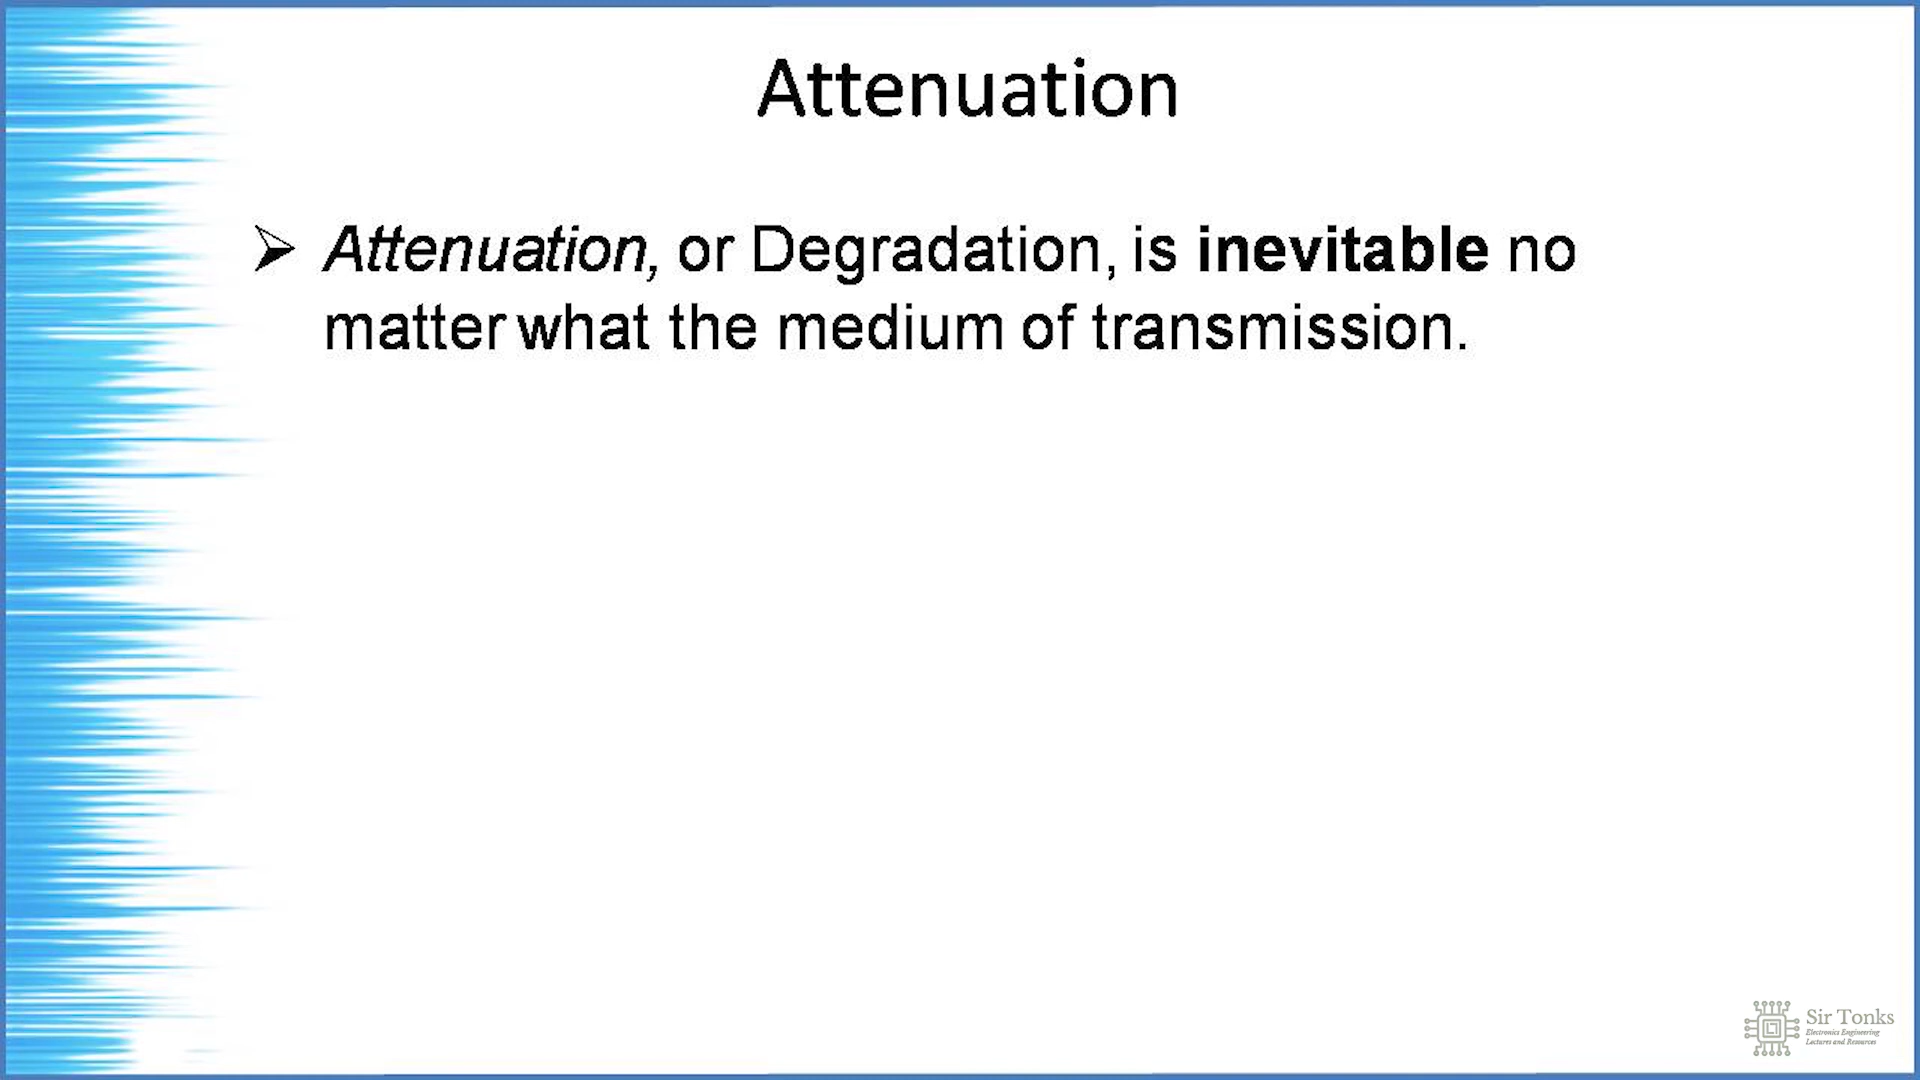 Attenuation
➢ Attenuation, or Degradation, is inevitable no
matter what the medium of transmission.
Sir Tonks
Electronics Engineering
Lectures and Resources